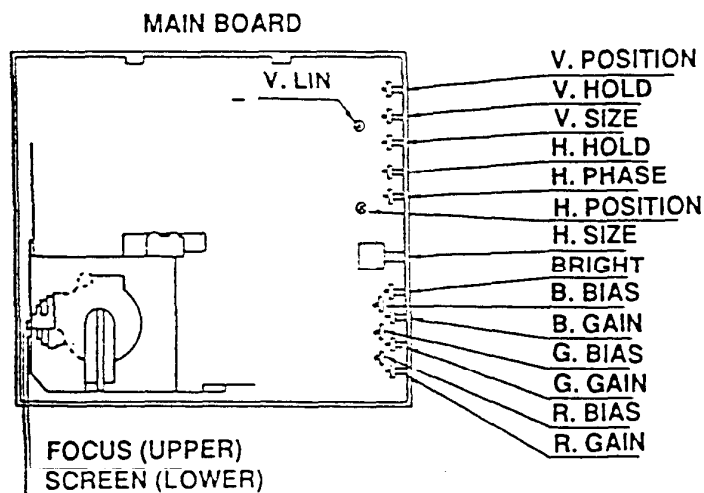 MAIN BOARD
V. LIN
V. POSITION
V. HOLD
V. SIZE
H. HOLD
H. PHASE
H. POSITION
H. SIZE
BRIGHT
B. BIAS
B. GAIN
G. BIAS
G. GAIN
R. BIAS
R. GAIN
FOCUS (UPPER)
SCREEN (LOWER)